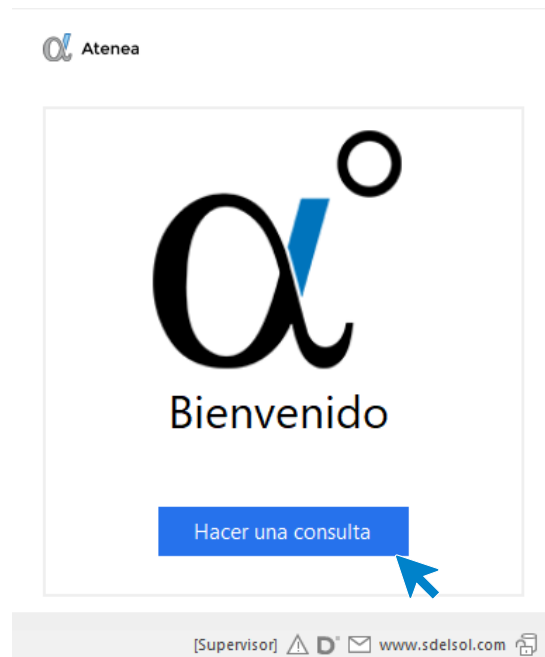 Atenea
α°
Bienvenido
Hacer una consulta
[Supervisor] D° www.sdelsol.com